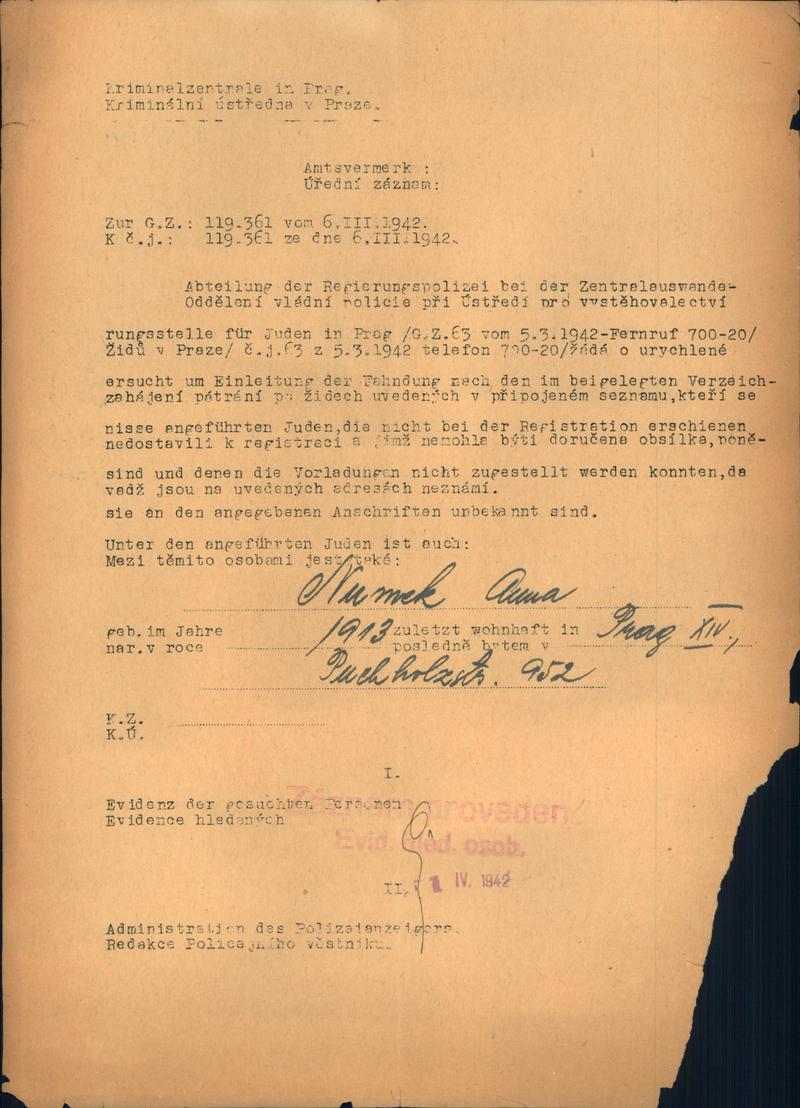 Kriminalzentrale in Prag.
Kriminální ústředna v Praze.
Amtsvermerk :
Úřední záznam:
Zur G.Z.: 119.361 vom 6.III.1942.
K č.j.: 119.361 ze dne 6.III.1942.
Abteilung der Regierungspolizei bei der Zentralauswande-
Oddělení vládní policie při Ústředí pro vystěhovalectví
rungsstelle für Juden in Prag /G.Z.63 vom 5.3.1942-Fernruf 700-20/
Židů v Praze/ č.j.63 z 5.3.1942 telefon 700-20/žádá o urychlené
ersucht um Einleitung der Fahndung nach den im beigelegten Verzeich-
zahájení pátrání po židech uvedených v připojeném seznamu,kteří se
nisse angeführten Juden,die nicht bei der Registration erschienen
nedostavili k registraci a jimž nemohla býti doručena obsílka,poně-
sind und denen die Vorladungen nicht zugestellt werden konnten,da
vadž jsou na uvedených adresách neznámí.
sie an den angegebenen Anschriften unbekannt sind.
Unter den angeführten Juden ist auch:
Mezi těmito osobami jest také:
Numek Anna
geb.im Jahre 1913 zuletzt wohnhaft in Prag XIV.,
nar.v roce posledně bytem v
Puchholzstr. 952
K.Z.
K.Ú.
I.
Evidenz der gesuchten Personen
Evidence hledaných
Záznam proveden
Evid. hled. osob.
II.
1 IV. 1942
Administration des Polizeianzeigers.
Redakce Policejního věstníku.